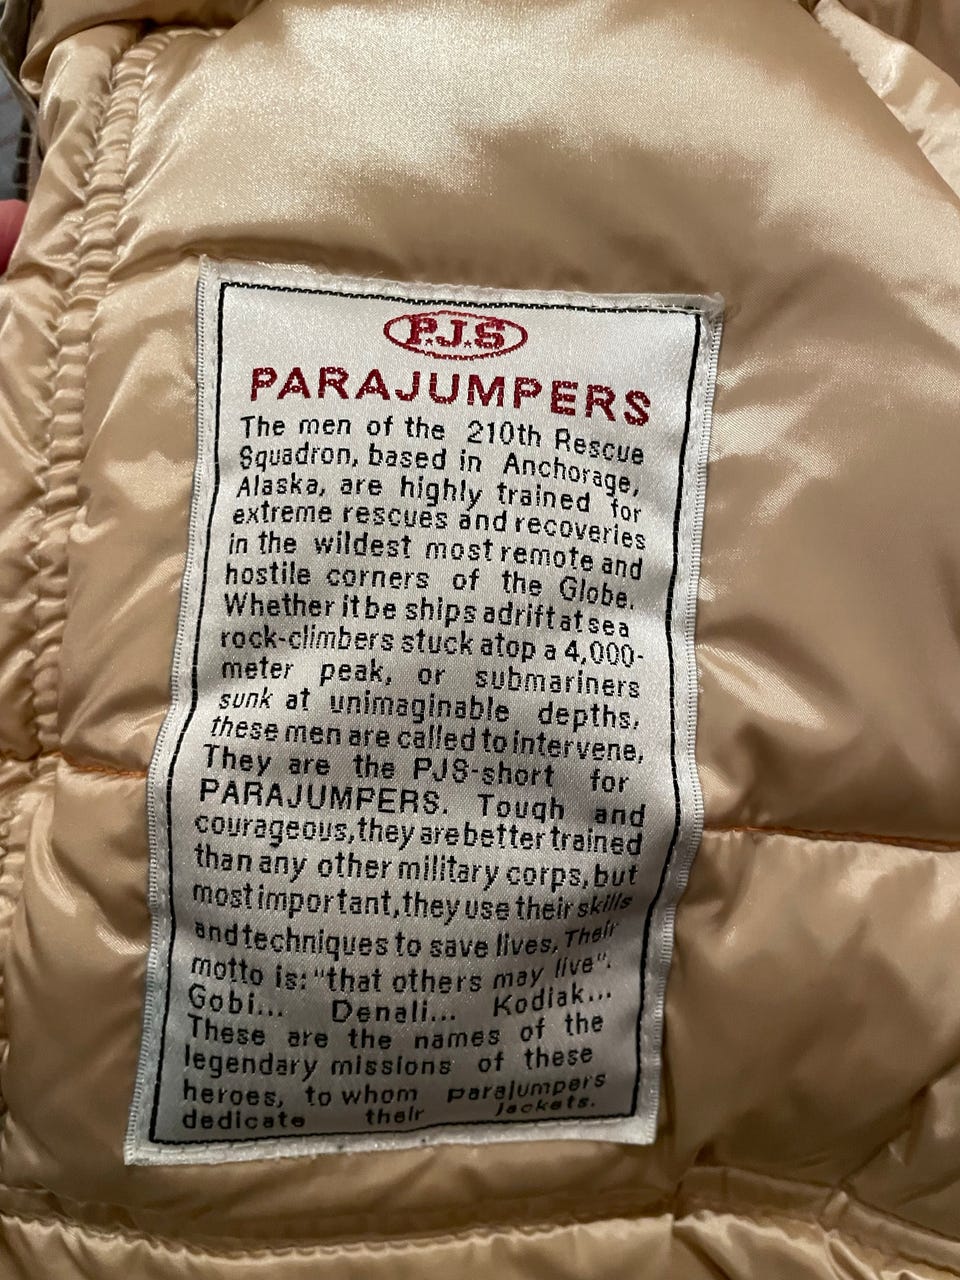 P.J.S
PARAJUMPERS
The men of the 210th Rescue
Squadron, based in Anchorage,
Alaska, are highly trained for
extreme rescues and recoveries
in the wildest most remote and
hostile corners of the Globe.
Whether it be ships adrift at sea
rock-climbers stuck atop a 4,000-
meter peak, or submariners
sunk at unimaginable depths,
these men are called to intervene,
They are the PJS-short for
PARAJUMPERS. Tough and
courageous, they are better trained
than any other military corps, but
most important, they use their skills
and techniques to save lives, Their
motto is: "that others may live".
Gobi... Denali... Kodiak...
These are the names of the
legendary missions of these
heroes, to whom parajumpers
dedicate their jackets.